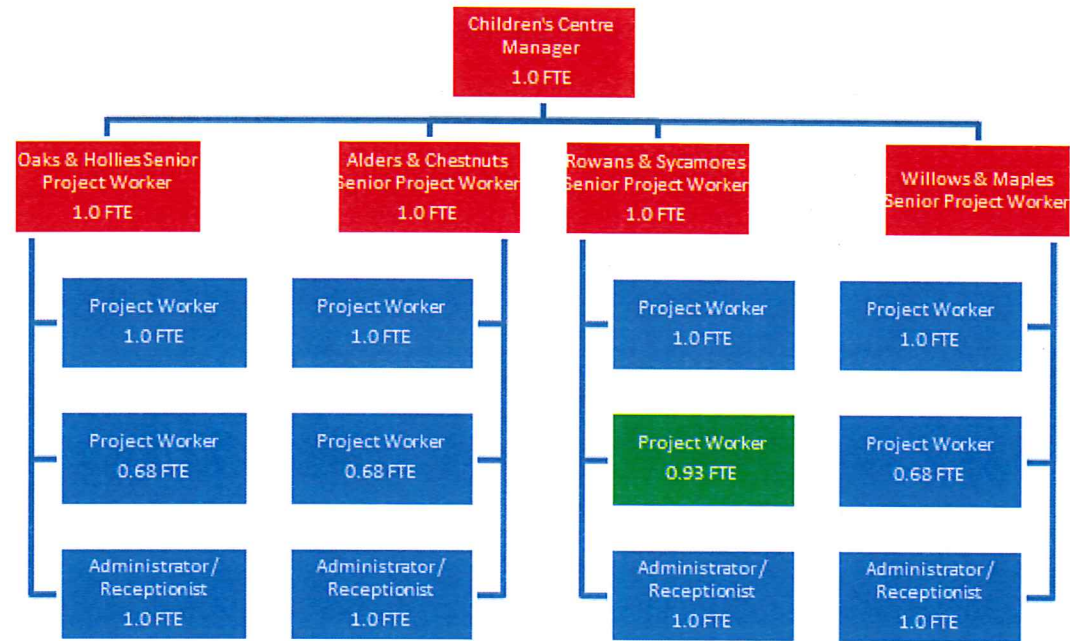 Children's Centre
Manager
1.0 FTE
Oaks & Hollies Senior
Project Worker
1.0 FTE
Alders & Chestnuts
Senior Project Worker
1.0 FTE
Rowans & Sycamores
Senior Project Worker
1.0 FTE
Willows & Maples
Senior Project Worker
Project Worker
1.0 FTE
Project Worker
1.0 FTE
Project Worker
1.0 FTE
Project Worker
1.0 FTE
Project Worker
0.68 FTE
Project Worker
0.68 FTE
Project Worker
0.93 FTE
Project Worker
0.68 FTE
Administrator /
Receptionist
1.0 FTE
Administrator /
Receptionist
1.0 FTE
Administrator /
Receptionist
1.0 FTE
Administrator /
Receptionist
1.0 FTE